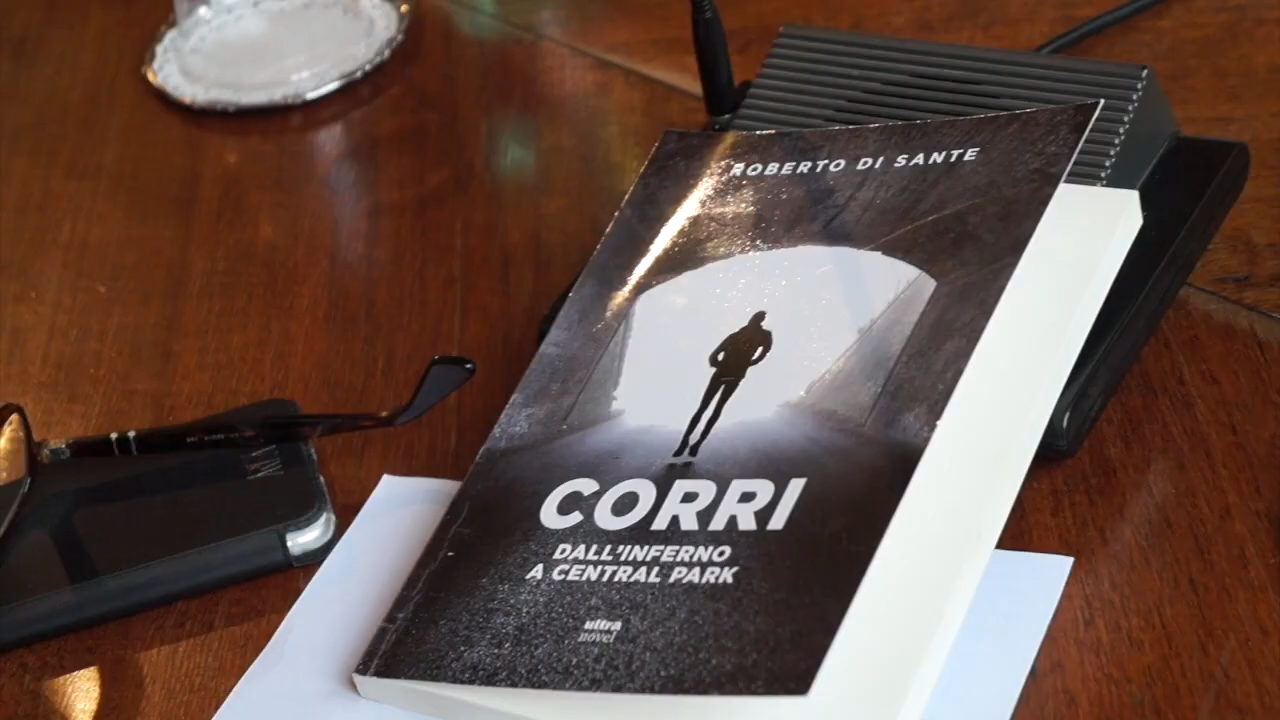 ROBERTO DI SANTE
CORRI
DALL'INFERNO
A CENTRAL PARK
ultra
novel